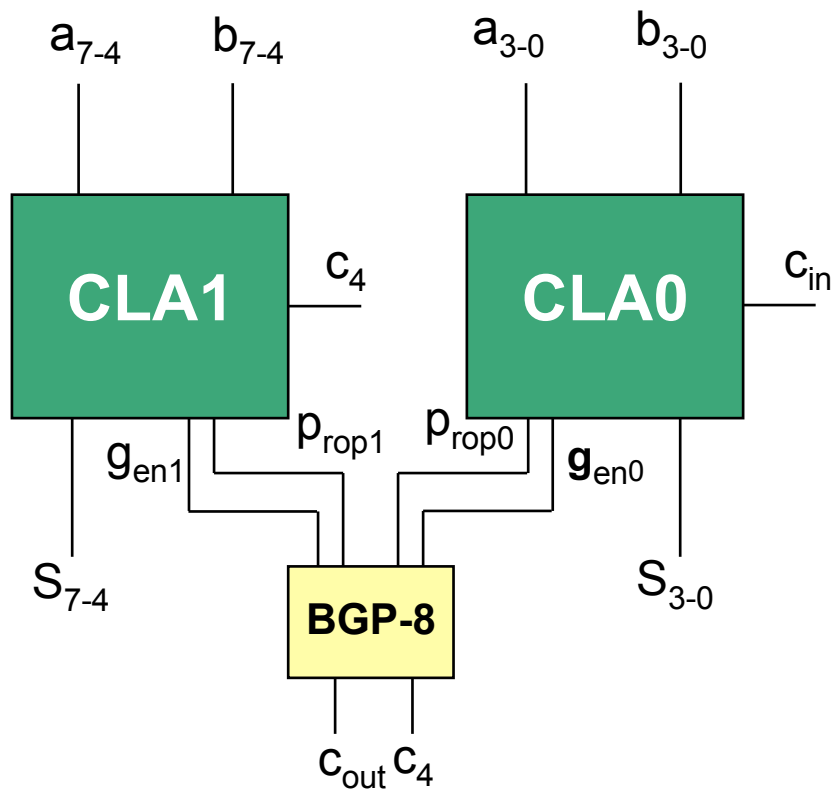 a7-4 b7-4 a3-0 b3-0
c4 cin
CLA1 CLA0
gen1 prop1 prop0 gen0
S7-4 S3-0
BGP-8
cout c4